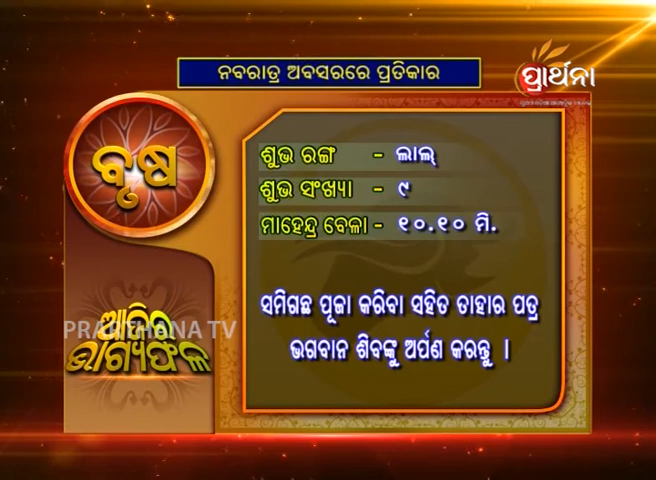 ନବରାତ୍ର ଅବସରରେ ପ୍ରତିକାର
ପ୍ରାର୍ଥନା
ବୃଷ
ଶୁଭ ରଙ୍ଗ - ଲାଲ୍
ଶୁଭ ସଂଖ୍ୟା - ୯
ମାହେନ୍ଦ୍ର ବେଳା - ୧୦.୧୦ ମି.
ସମିଗଛ ପୂଜା କରିବା ସହିତ ତାହାର ପତ୍ର
ଭଗବାନ ଶିବଙ୍କୁ ଅର୍ପଣ କରନ୍ତୁ ।
PRARTHANA TV
ଆଜିର
ଭାଗ୍ୟଫଳ